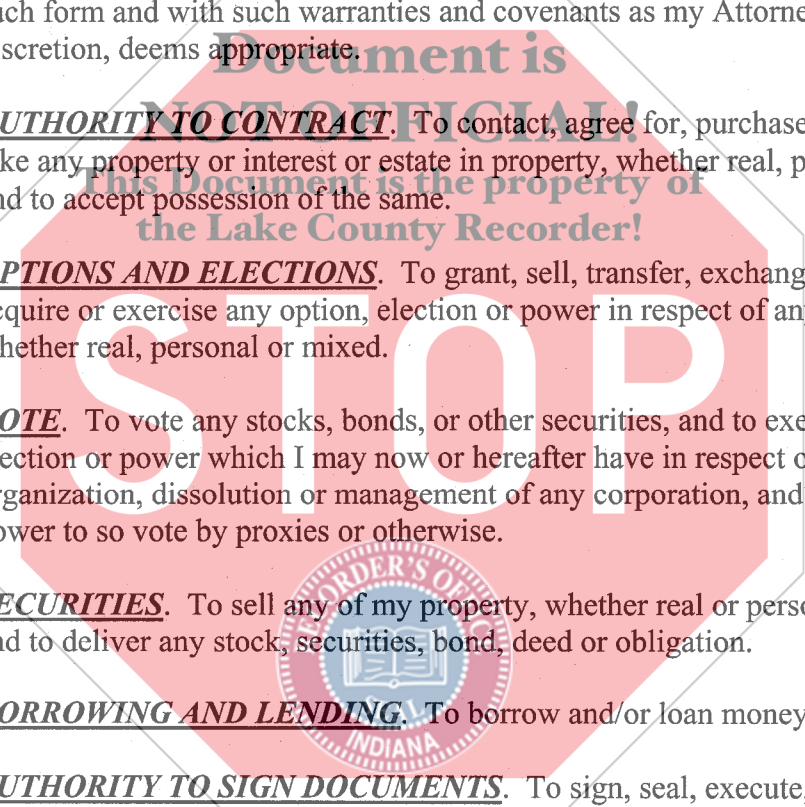 uch form and with such warranties and covenants as my Attorne
scretion, deems appropriate.
Document is
NOT OFFICIAL!
UTHORITY TO CONTRACT. To contact, agree for, purchase
ke any property or interest or estate in property, whether real, p
This Document is the property of
nd to accept possession of the same.
the Lake County Recorder!
PTIONS AND ELECTIONS. To grant, sell, transfer, exchang
cquire or exercise any option, election or power in respect of an
hether real, personal or mixed.
STOP
OTE. To vote any stocks, bonds, or other securities, and to exe
ection or power which I may now or hereafter have in respect o
rganization, dissolution or management of any corporation, and
ower to so vote by proxies or otherwise.
RECORDER'S OFFIC
ECURITIES. To sell any of my property, whether real or perso
nd to deliver any stock, securities, bond, deed or obligation.
SEAL
ORROWING AND LENDING. To borrow and/or loan money
INDIANA
UTHORITY TO SIGN DOCUMENTS. To sign, seal, execute,